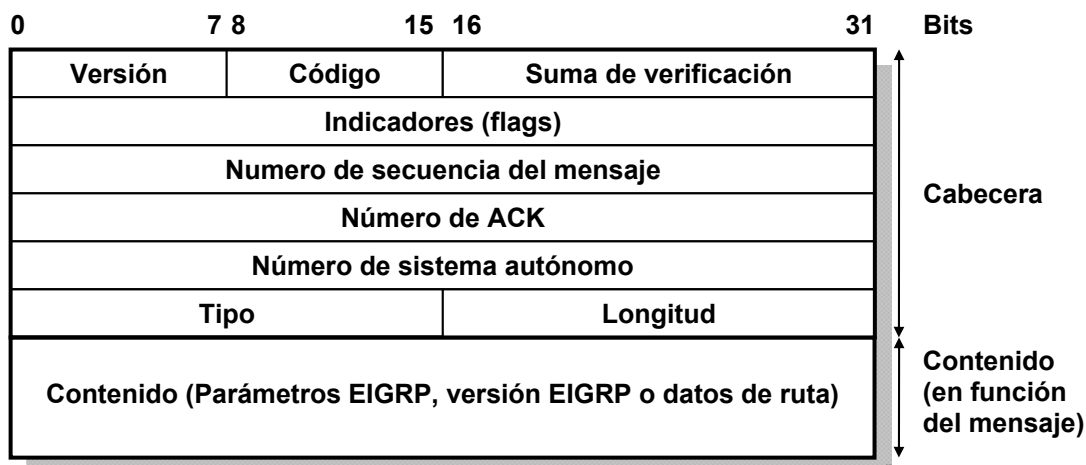 0 7 8 15 16 31 Bits
Versión Código Suma de verificación
Indicadores (flags)
Numero de secuencia del mensaje
Número de ACK
Cabecera
Número de sistema autónomo
Tipo Longitud
Contenido (Parámetros EIGRP, versión EIGRP o datos de ruta)
Contenido
(en función
del mensaje)